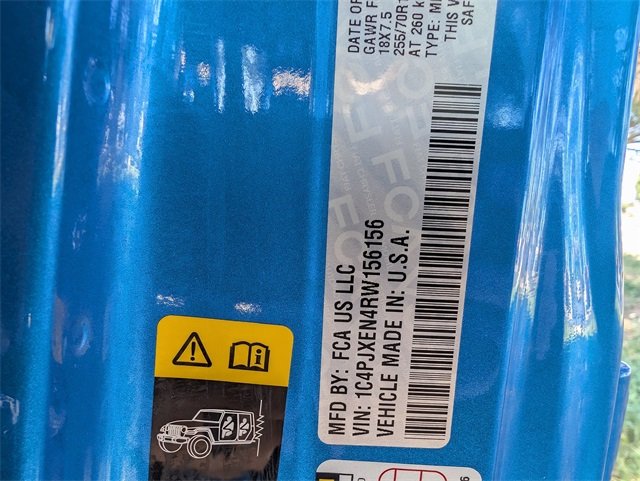 DATE OF
GAWR F
18X7.5
255/70R1
AT 260 k
TYPE: M
THIS V
SAF
MFD BY: FCA US LLC
VIN: 1C4PJXEN4RW156156
VEHICLE MADE IN: U.S.A.